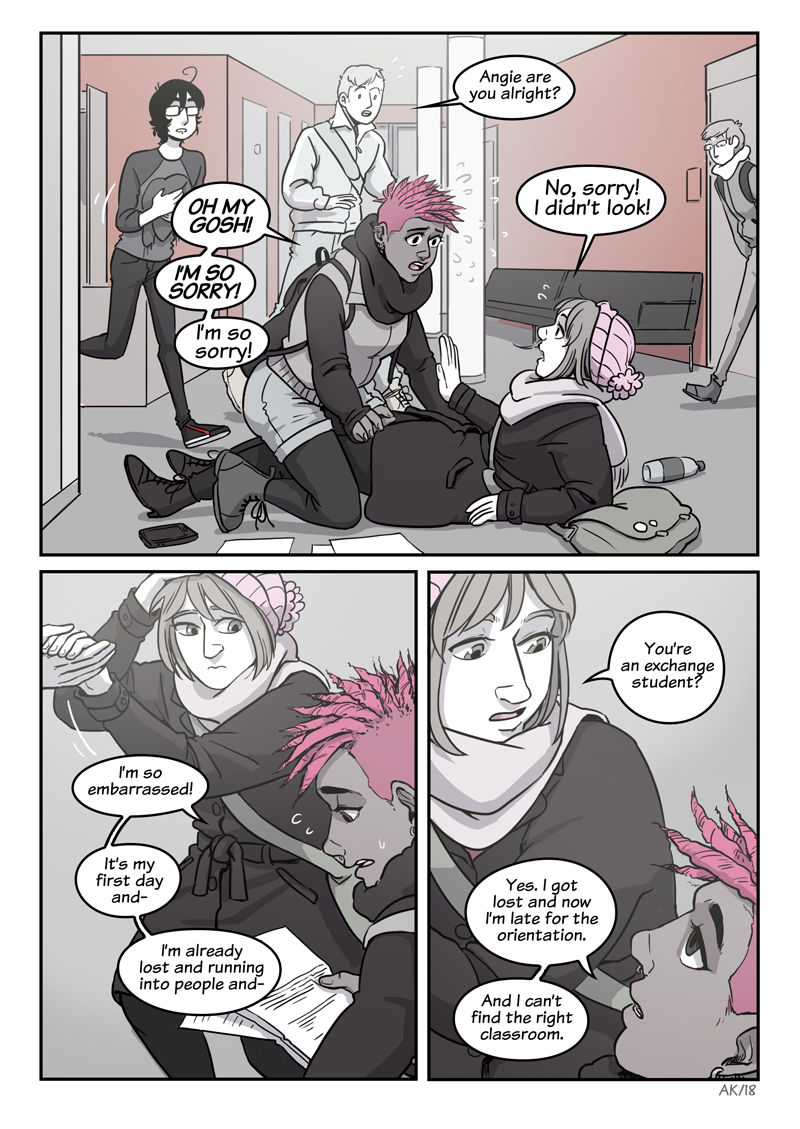 Angie are
you alright?
OH MY
GOSH!
No, sorry!
I didn't look!
I'M SO
SORRY!
I'm so
sorry!
I'm so
embarrassed!
It's my
first day
and-
I'm already
lost and running
into people and-
You're
an exchange
student?
Yes. I got
lost and now
I'm late for the
orientation.
And I can't
find the right
classroom.
AK/18